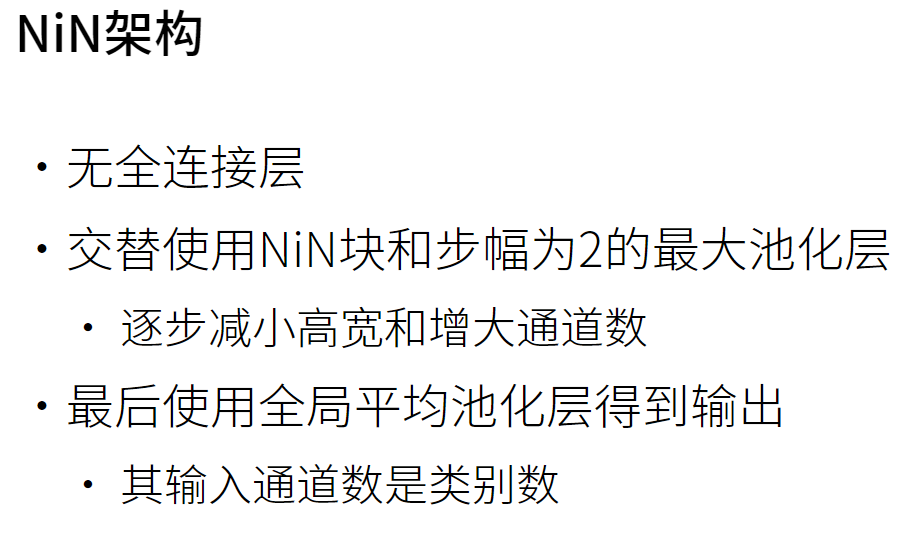 NiN架构
• 无全连接层
• 交替使用NiN块和步幅为2的最大池化层
• 逐步减小高宽和增大通道数
• 最后使用全局平均池化层得到输出
• 其输入通道数是类别数